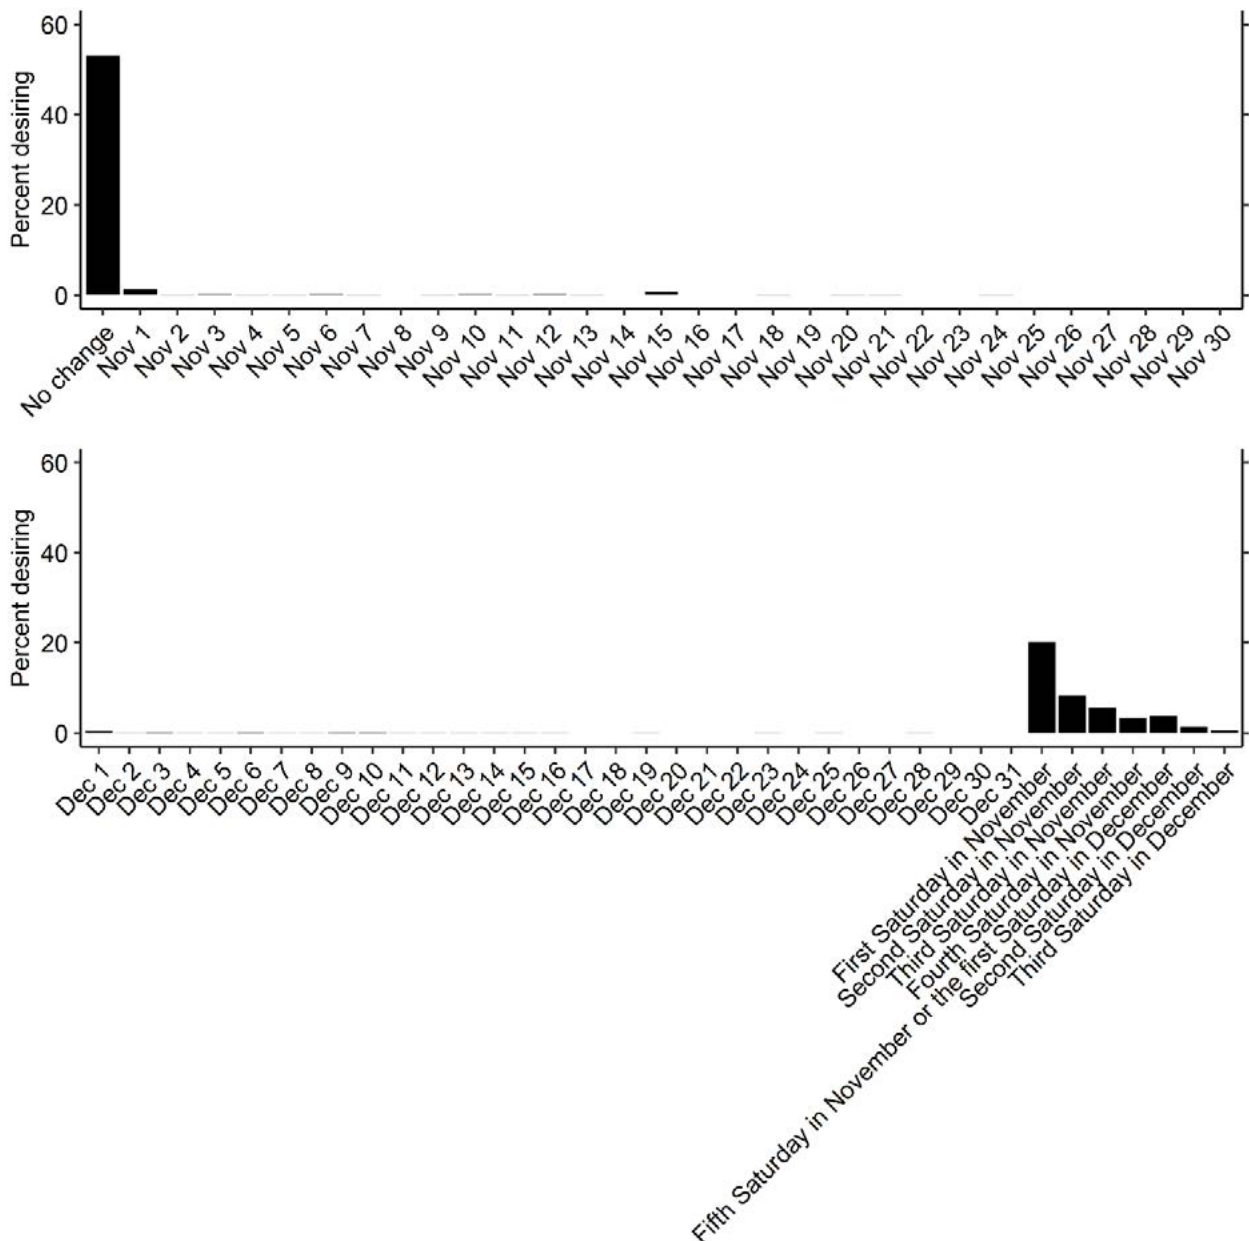 Percent desiring
60
40
20
0
No change
Nov 1
Nov 2
Nov 3
Nov 4
Nov 5
Nov 6
Nov 7
Nov 8
Nov 9
Nov 10
Nov 11
Nov 12
Nov 13
Nov 14
Nov 15
Nov 16
Nov 17
Nov 18
Nov 19
Nov 20
Nov 21
Nov 22
Nov 23
Nov 24
Nov 25
Nov 26
Nov 27
Nov 28
Nov 29
Nov 30
Percent desiring
60
40
20
0
Dec 1
Dec 2
Dec 3
Dec 4
Dec 5
Dec 6
Dec 7
Dec 8
Dec 9
Dec 10
Dec 11
Dec 12
Dec 13
Dec 14
Dec 15
Dec 16
Dec 17
Dec 18
Dec 19
Dec 20
Dec 21
Dec 22
Dec 23
Dec 24
Dec 25
Dec 26
Dec 27
Dec 28
Dec 29
Dec 30
Dec 31
First Saturday in November
Second Saturday in November
Third Saturday in November
Fourth Saturday in November
Fifth Saturday in November or the first Saturday in December
Second Saturday in December
Third Saturday in December